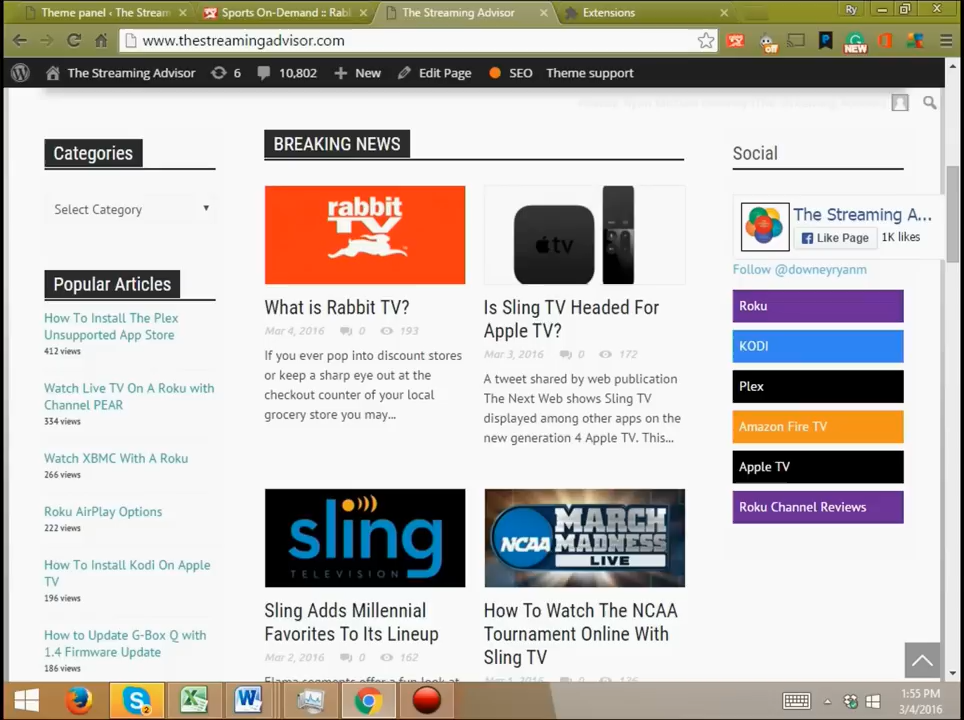 Theme panel ‹ The Stream
Sports On-Demand :: Rabl
The Streaming Advisor
Extensions
Ry
www.thestreamingadvisor.com
NEW
The Streaming Advisor
6
10,802
New
Edit Page
SEO
Theme support
Categories
Select Category
Popular Articles
How To Install The Plex
Unsupported App Store
412 views
Watch Live TV On A Roku with
Channel PEAR
334 views
Watch XBMC With A Roku
266 views
Roku AirPlay Options
222 views
How To Install Kodi On Apple
TV
196 views
How to Update G-Box Q with
1.4 Firmware Update
186 views
BREAKING NEWS
rabbit
TV
What is Rabbit TV?
Mar 4, 2016 0 193
If you ever pop into discount stores
or keep a sharp eye out at the
checkout counter of your local
grocery store you may...
tv
Is Sling TV Headed For
Apple TV?
Mar 3, 2016 0 172
A tweet shared by web publication
The Next Web shows Sling TV
displayed among other apps on the
new generation 4 Apple TV. This...
sling
TELEVISION
Sling Adds Millennial
Favorites To Its Lineup
Mar 2, 2016 0 162
NCAA
MARCH
MADNESS
LIVE
How To Watch The NCAA
Tournament Online With
Sling TV
Mar 1, 2016 0 136
Social
The Streaming A...
Like Page
1K likes
Follow @downeyryanm
Roku
KODI
Plex
Amazon Fire TV
Apple TV
Roku Channel Reviews
2
1:55 PM
3/4/2016